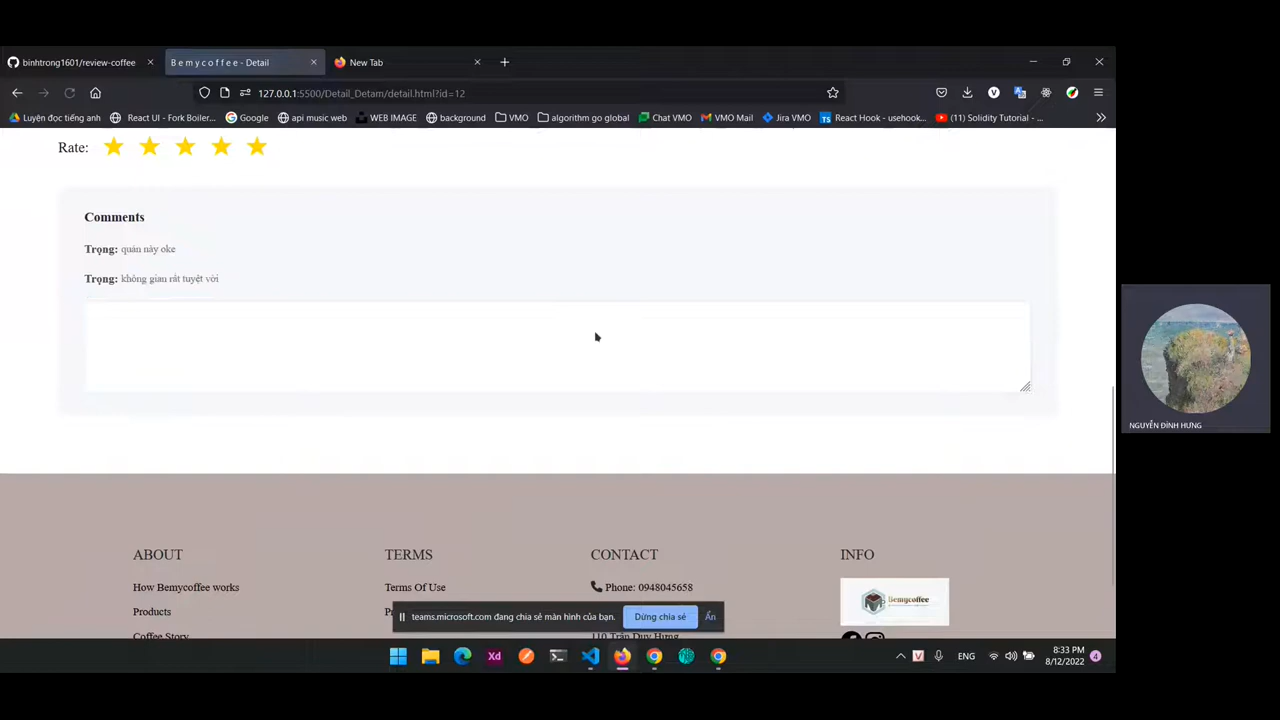 binhtrong1601/review-coffee
B e m y c o f f e e - Detail
New Tab
127.0.0.1:5500/Detail_Detam/detail.html?id=12
Luyện đọc tiếng anh
React UI - Fork Boiler...
Google
api music web
WEB IMAGE
background
VMO
algorithm go global
Chat VMO
VMO Mail
Jira VMO
React Hook - usehook...
(11) Solidity Tutorial - ...
Rate:
Comments
Trọng: quán này oke
Trọng: không gian rất tuyệt vời
NGUYỄN ĐÌNH HƯNG
ABOUT
TERMS
CONTACT
INFO
How Bemycoffee works
Terms Of Use
Phone: 0948045658
Bemycoffee
Products
teams.microsoft.com đang chia sẻ màn hình của bạn.
Dừng chia sẻ
Ẩn
Coffee Story
110 Trần Duy Hưng
Xd
ENG
8:33 PM
8/12/2022
4